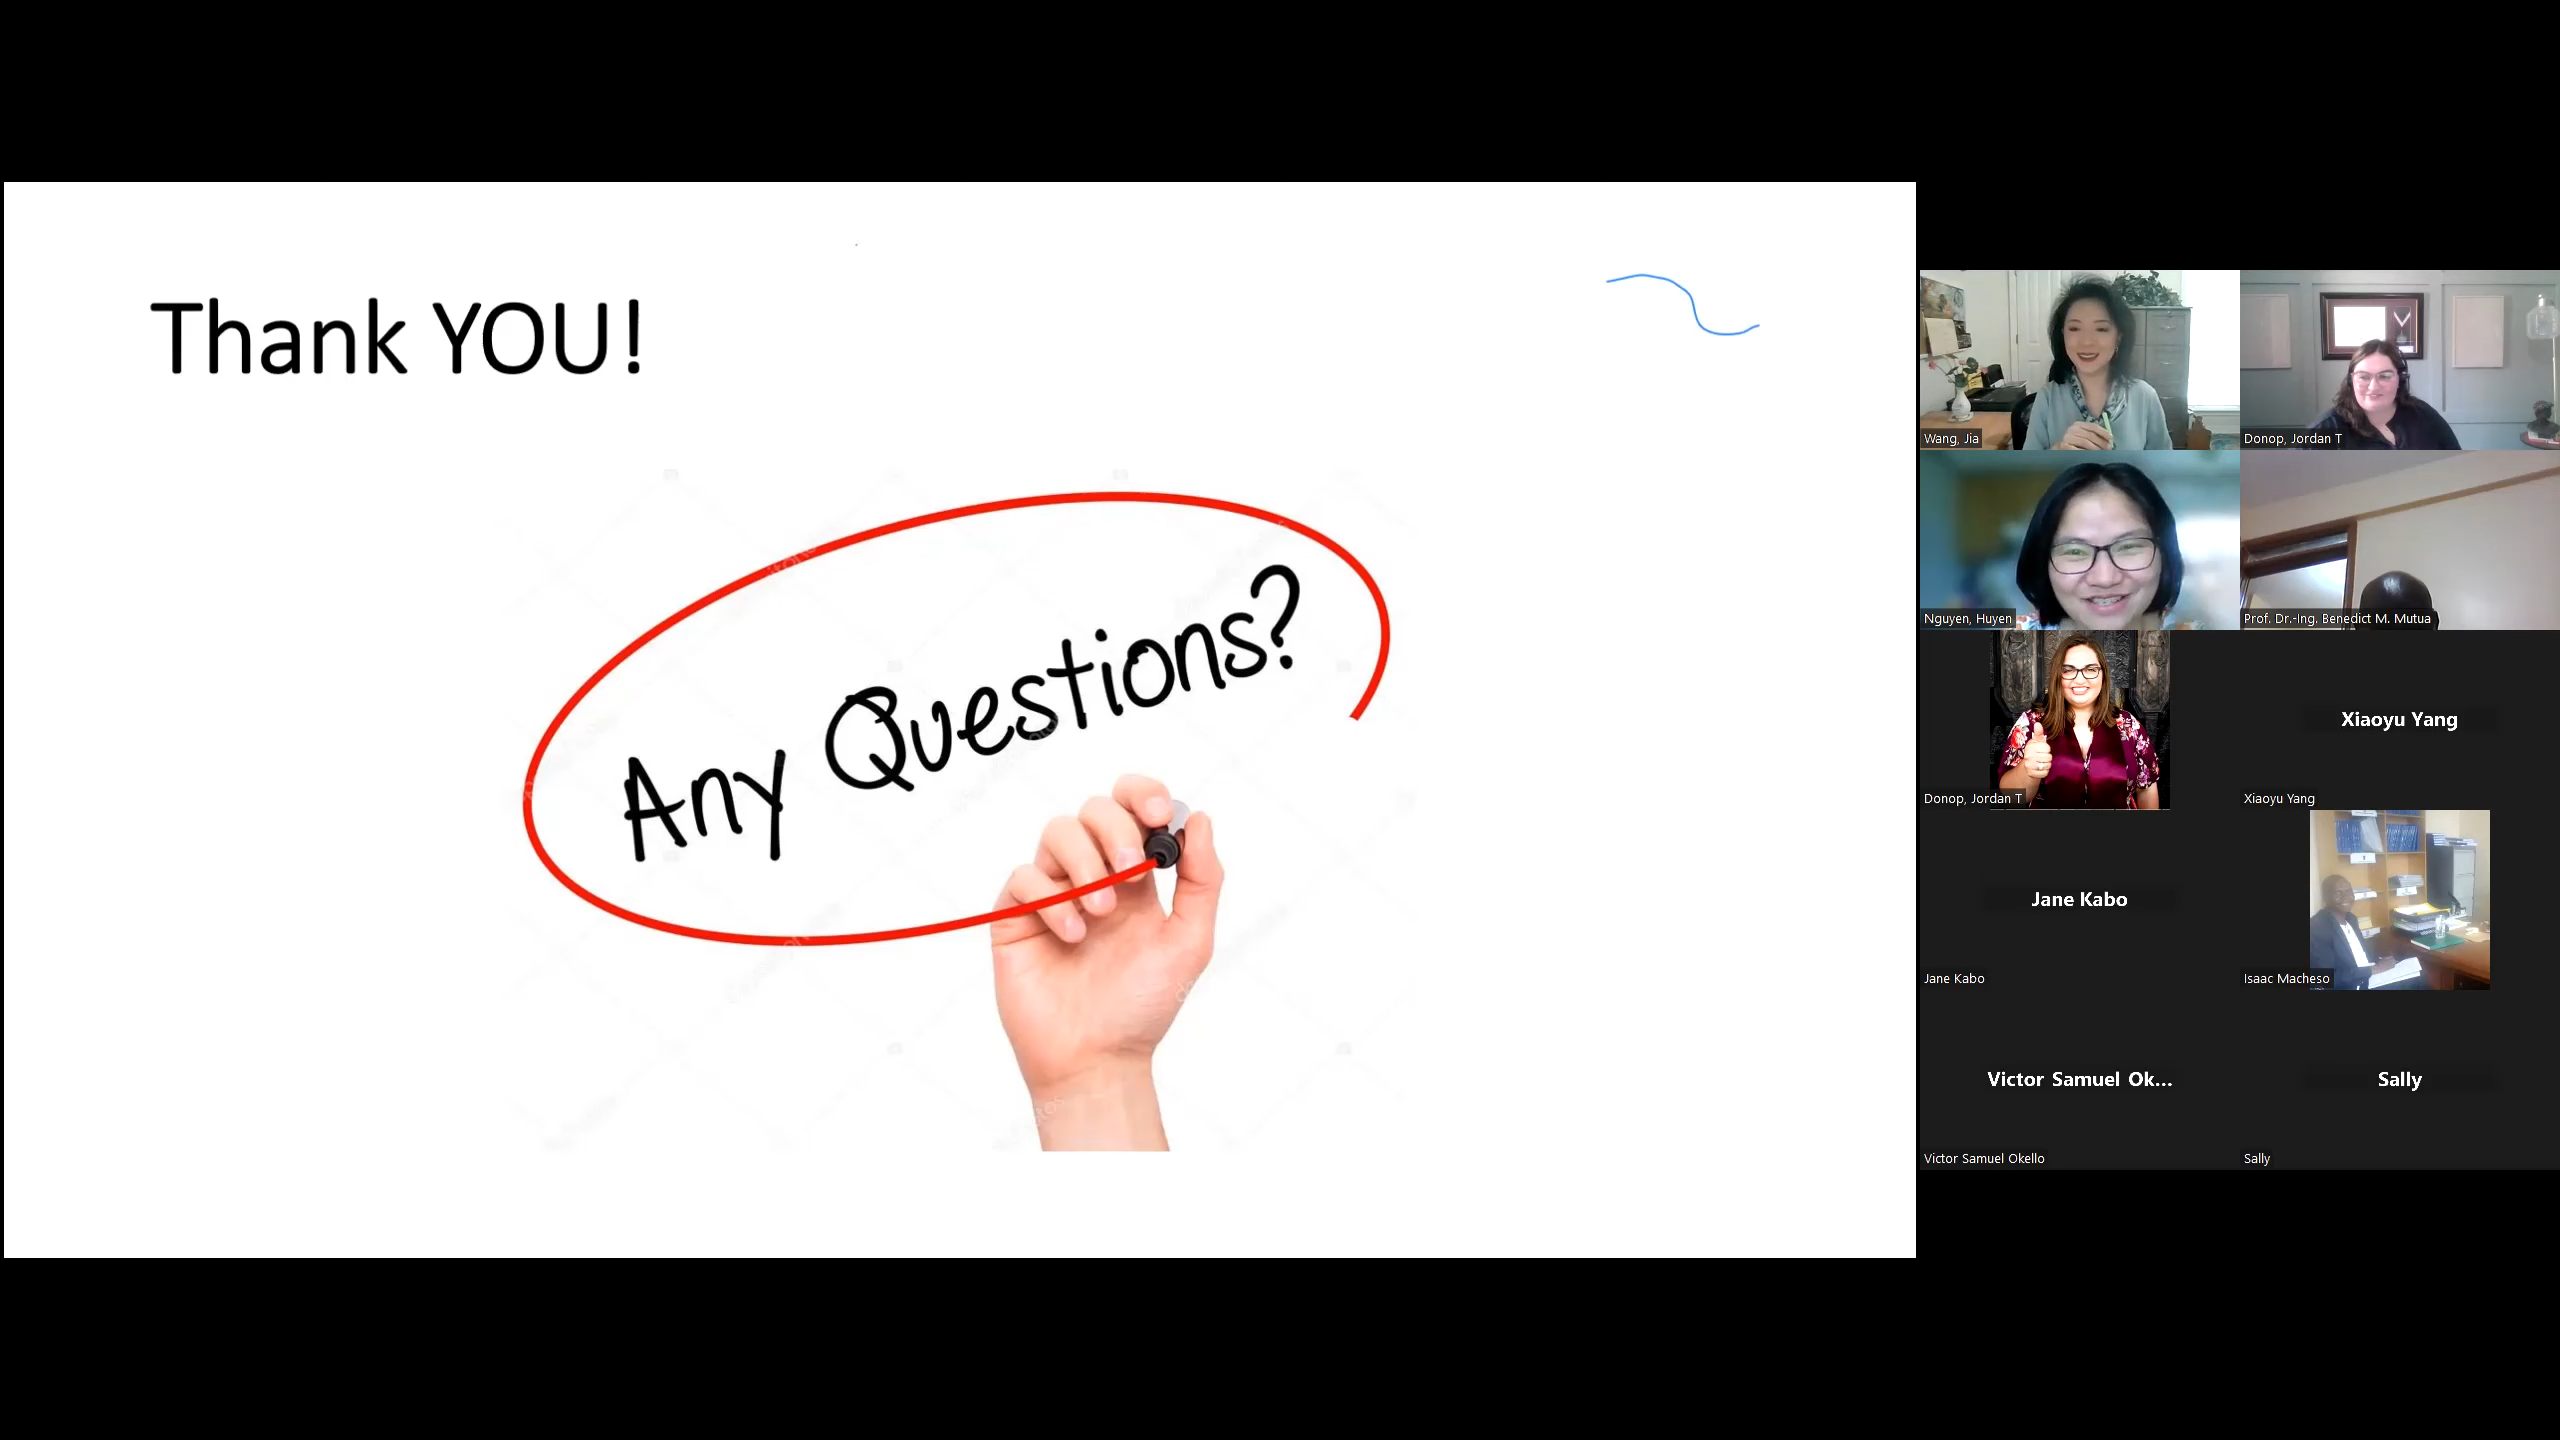 Thank YOU!
Any Questions?
Wang, Jia
Donop, Jordan T
Nguyen, Huyen
Prof. Dr.-Ing. Benedict M. Mutua
Donop, Jordan T
Xiaoyu Yang
Xiaoyu Yang
Jane Kabo
Jane Kabo
Isaac Macheso
Victor Samuel Ok...
Victor Samuel Okello
Sally
Sally